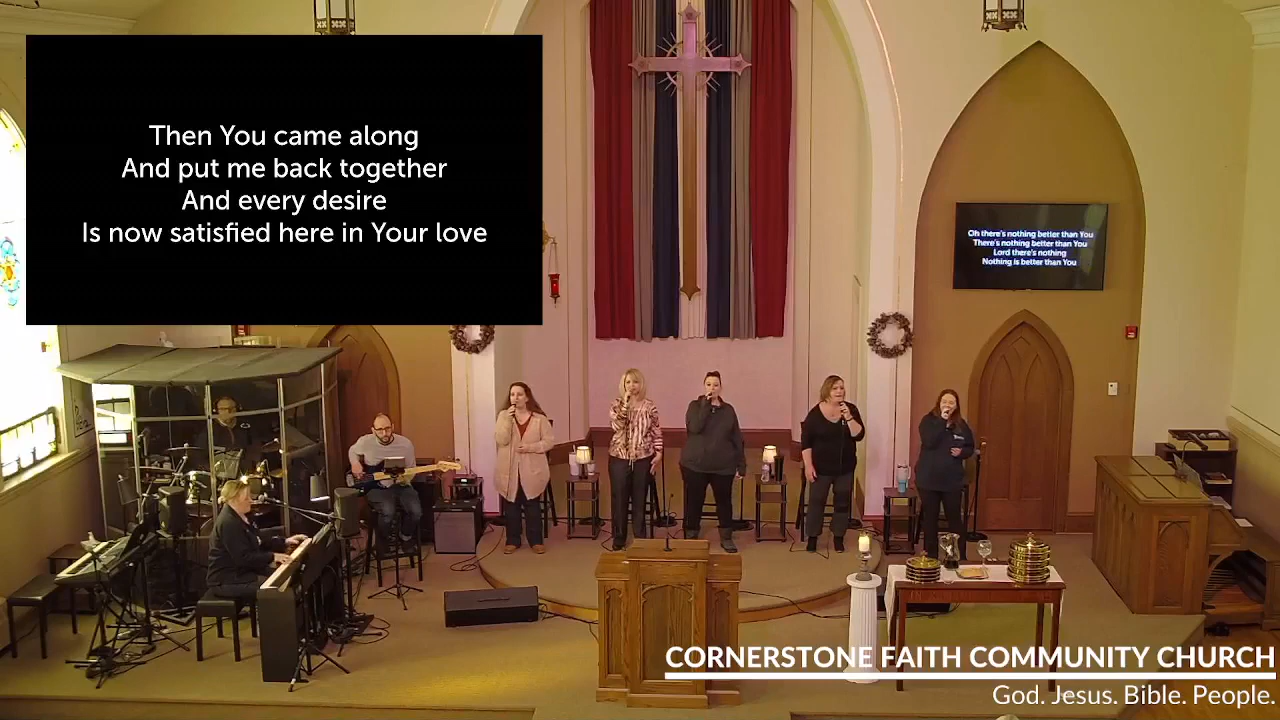 Then You came along
And put me back together
And every desire
Is now satisfied here in Your love
Oh there's nothing better than You
There's nothing better than You
Lord there's nothing
Nothing is better than You
CORNERSTONE FAITH COMMUNITY CHURCH
God. Jesus. Bible. People.